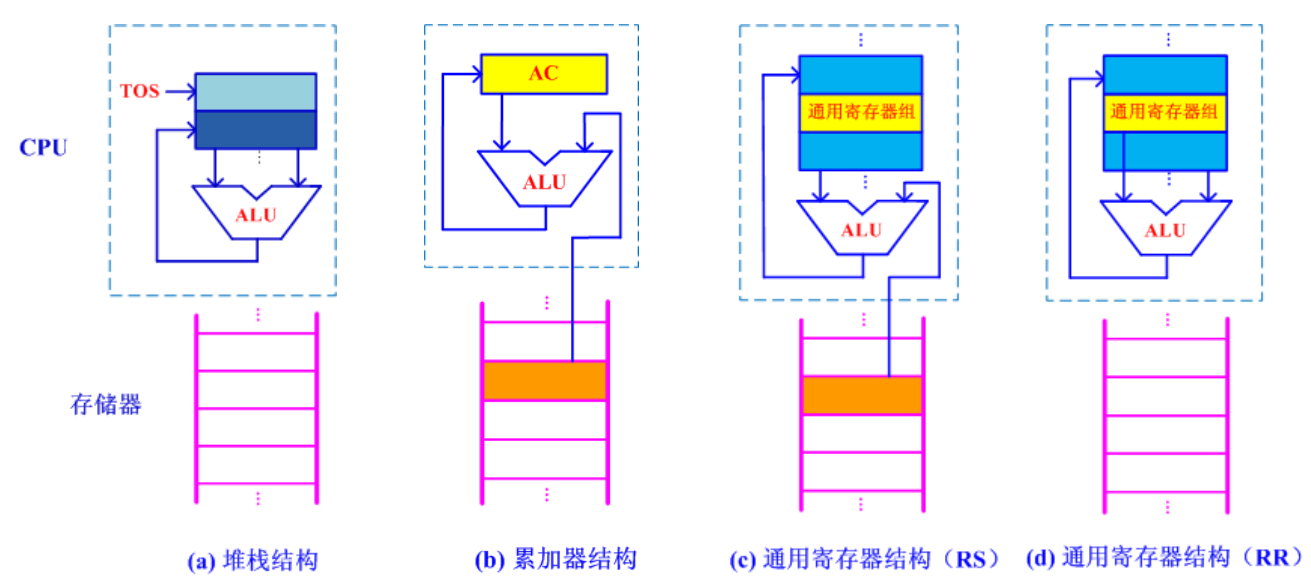 TOS
CPU
ALU
AC
ALU
通用寄存器组
ALU
通用寄存器组
ALU
存储器
(a) 堆栈结构
(b) 累加器结构
(c) 通用寄存器结构（RS）
(d) 通用寄存器结构（RR）